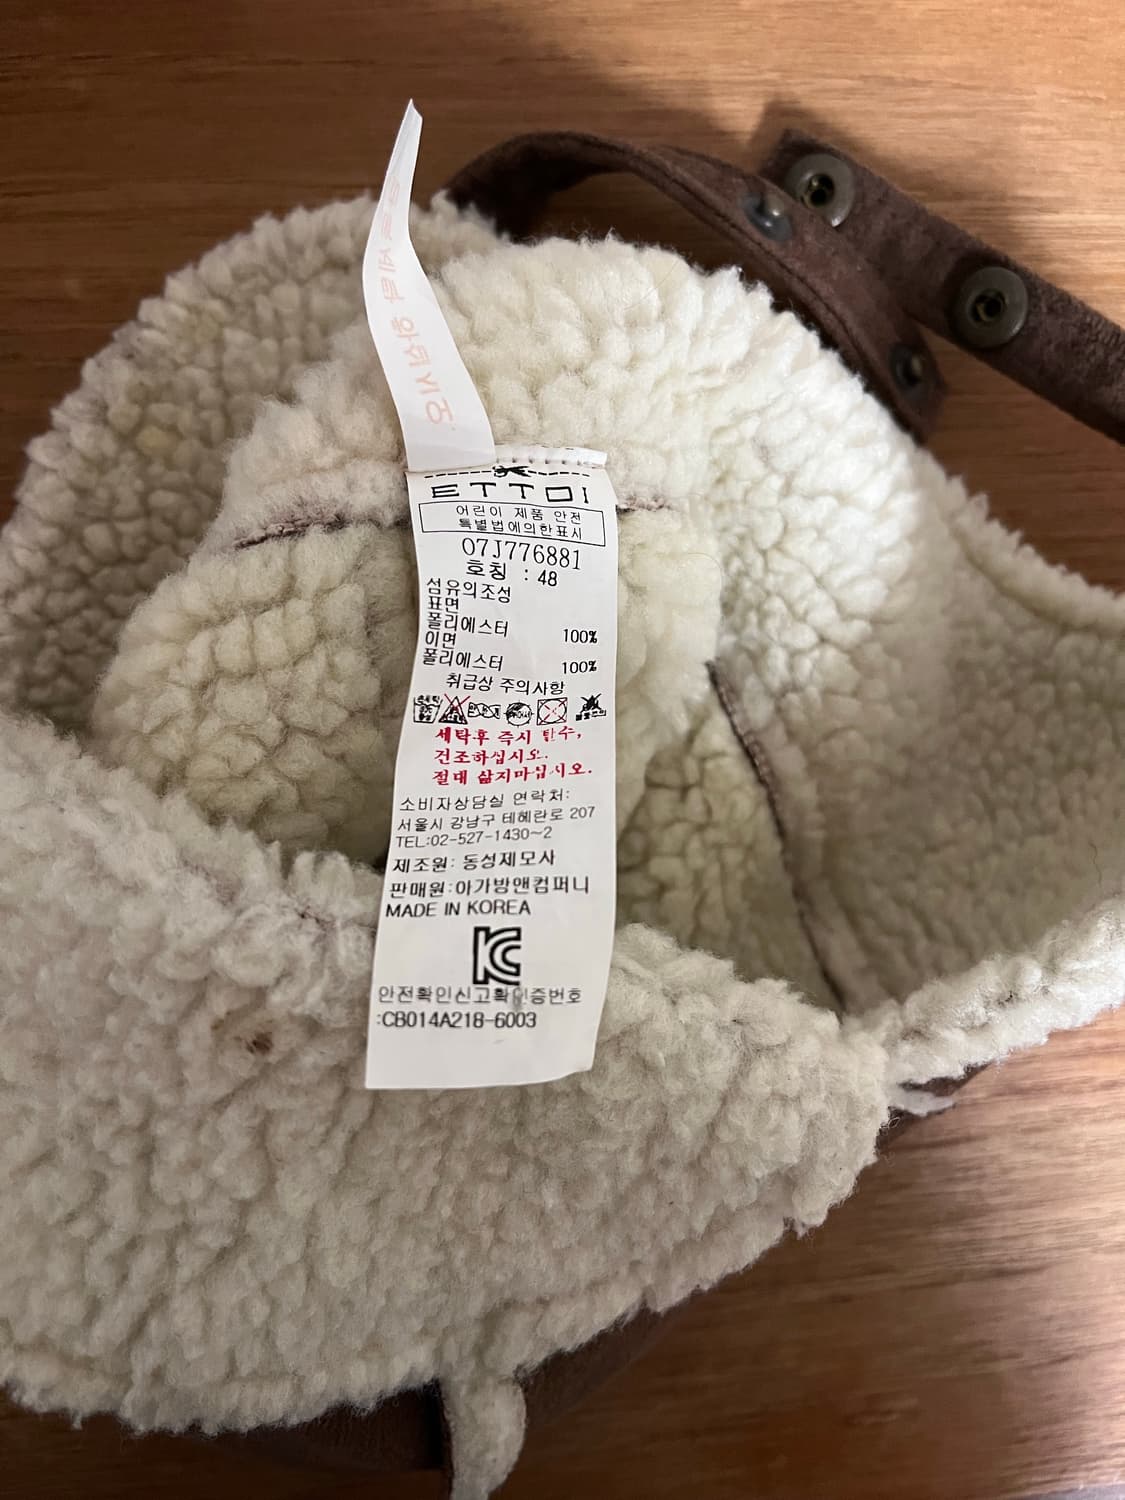 ETTOI
어린이 제품 안전
특별법에의한표시
07J776881
호칭 : 48
섬유의조성
표면
폴리에스터 100%
이면
폴리에스터 100%
취급상 주의사항
세탁후 즉시 탈수,
건조하십시오.
절대 삶지마십시오.
소비자상담실 연락처:
서울시 강남구 테헤란로 207
TEL:02-527-1430~2
제조원: 동성제모사
판매원:아가방앤컴퍼니
MADE IN KOREA
KC
안전확인신고확인증번호
:CB014A218-6003
세탁 하십시오